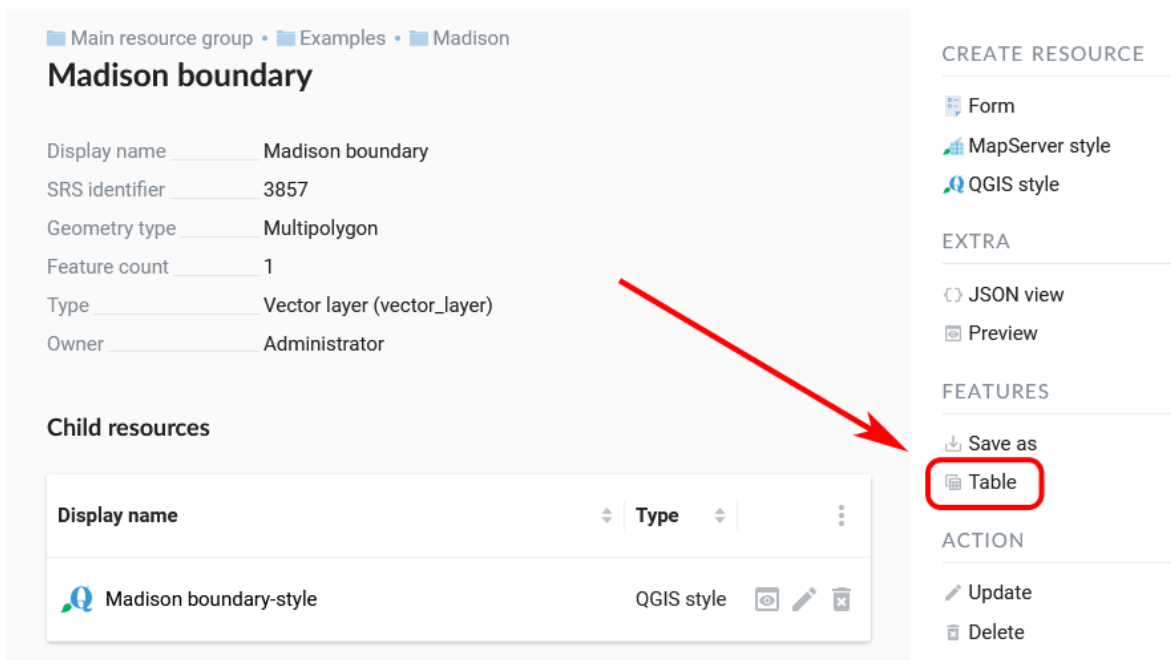 Main resource group • Examples • Madison
Madison boundary
Display name Madison boundary
SRS identifier 3857
Geometry type Multipolygon
Feature count 1
Type Vector layer (vector_layer)
Owner Administrator
Child resources
Display name Type
Madison boundary-style QGIS style
CREATE RESOURCE
Form
MapServer style
QGIS style
EXTRA
JSON view
Preview
FEATURES
Save as
Table
ACTION
Update
Delete